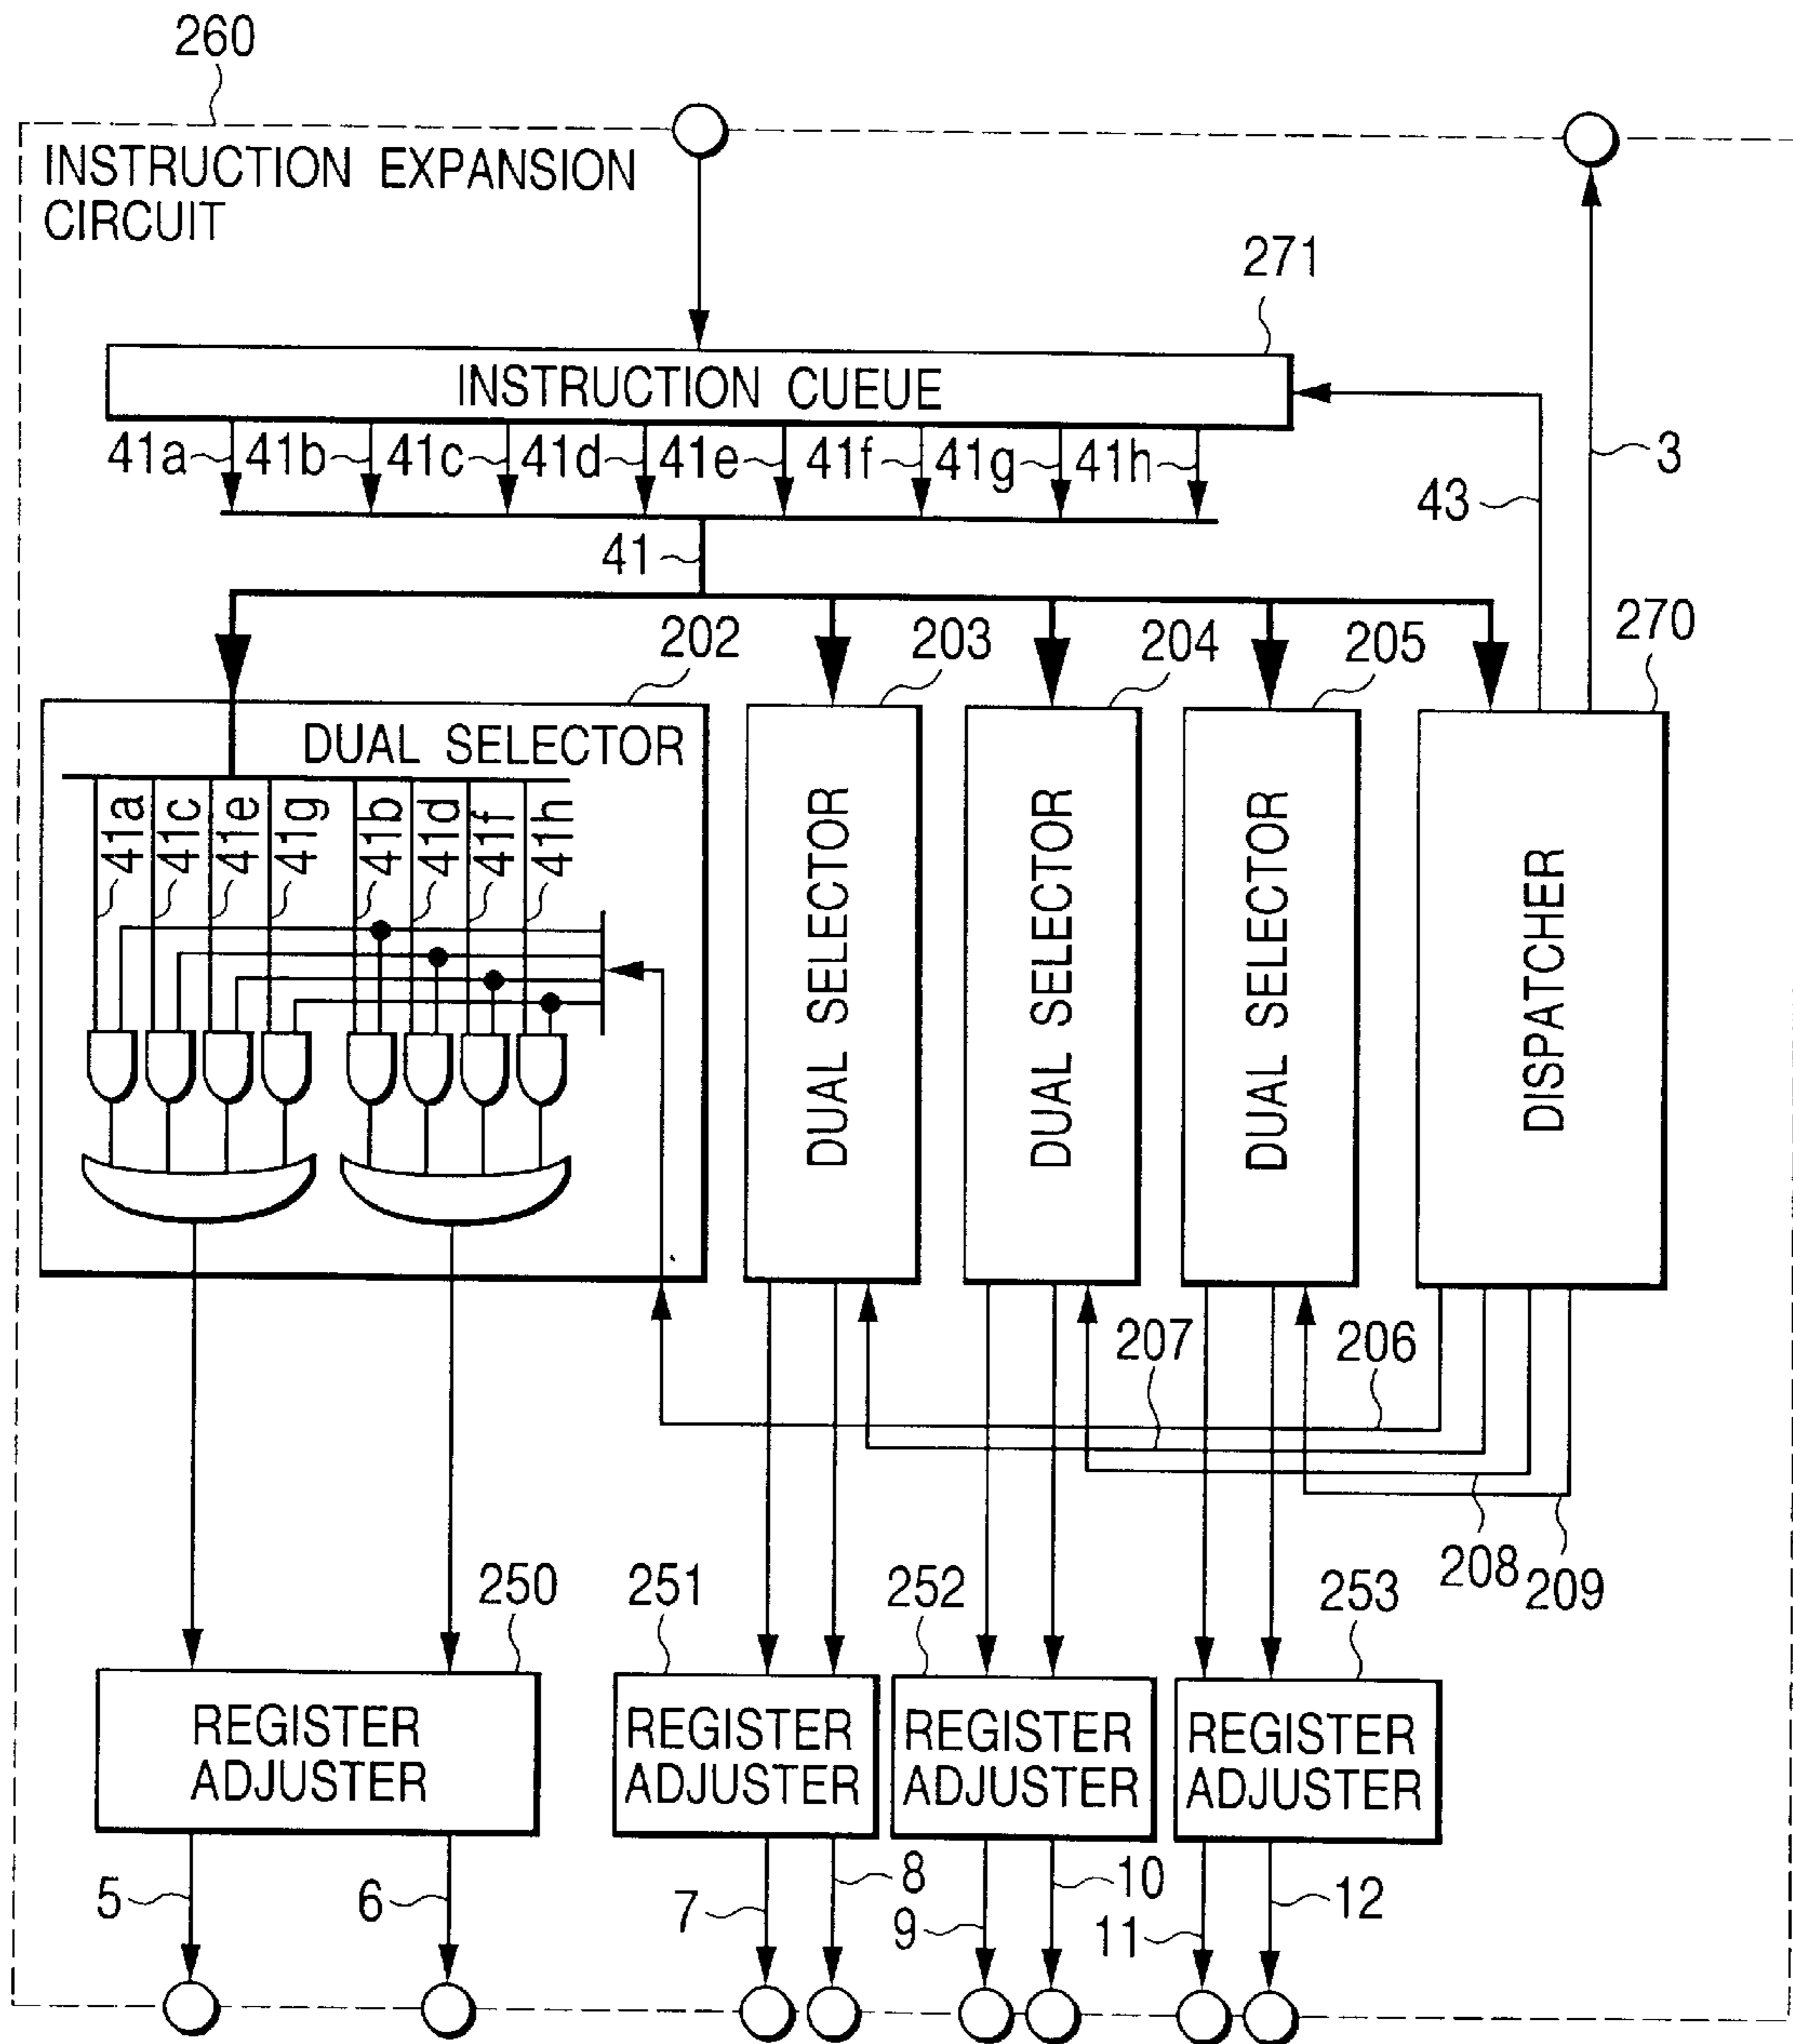 260
INSTRUCTION EXPANSION
CIRCUIT
271
INSTRUCTION CUEUE
41a 41b 41c 41d 41e 41f 41g 41h
43
3
41
202
203
204
205
270
DUAL SELECTOR
41a
41c
41e
41g
41b
41d
41f
41h
DUAL SELECTOR
DUAL SELECTOR
DUAL SELECTOR
DISPATCHER
207
206
208
209
250
251
252
253
REGISTER
ADJUSTER
REGISTER
ADJUSTER
REGISTER
ADJUSTER
REGISTER
ADJUSTER
5
6
7
8
9
10
11
12